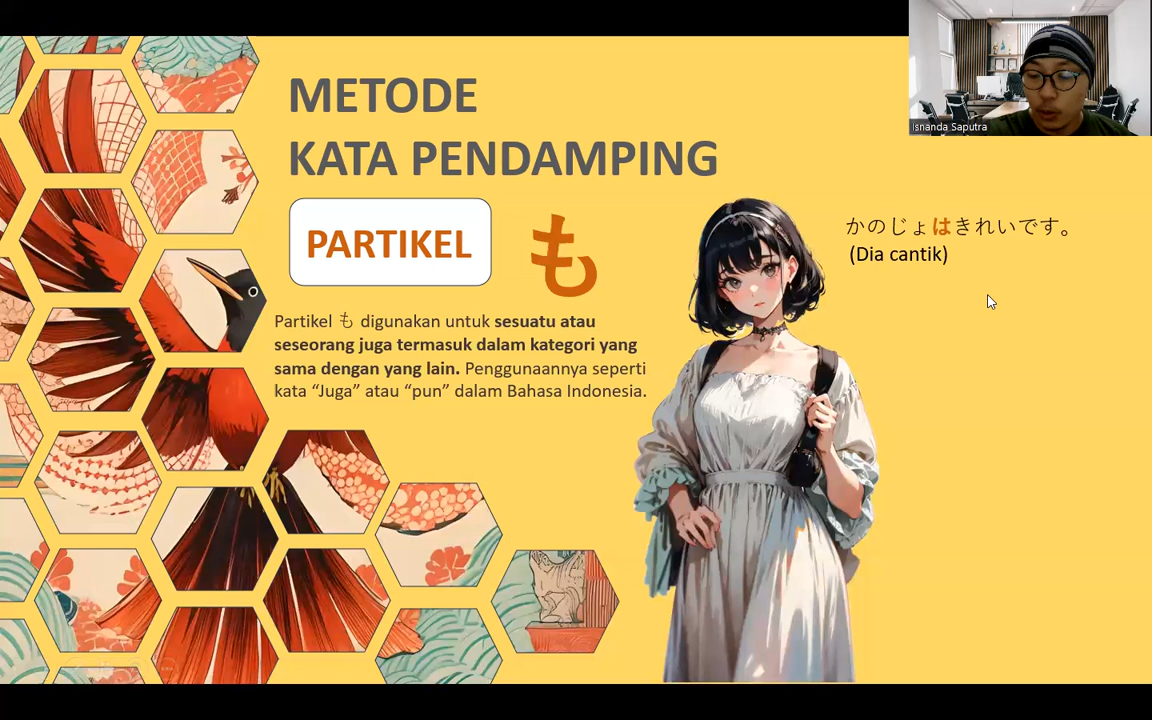 METODE
KATA PENDAMPING
PARTIKEL も
Partikel も digunakan untuk sesuatu atau
seseorang juga termasuk dalam kategori yang
sama dengan yang lain. Penggunaannya seperti
kata “Juga” atau “pun” dalam Bahasa Indonesia.
かのじょはきれいです。
(Dia cantik)
Isnanda Saputra